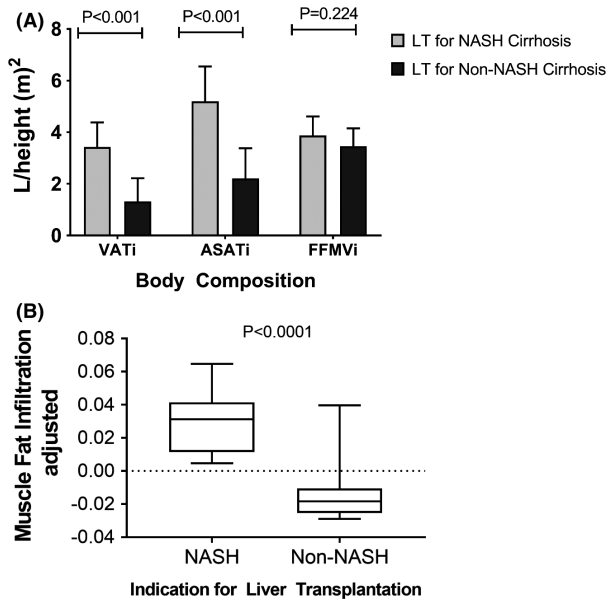 (A)
P<0.001 P<0.001 P=0.224
LT for NASH Cirrhosis
LT for Non-NASH Cirrhosis
L/height (m)²
8
6
4
2
0
VATi ASATi FFMVi
Body Composition
(B)
P<0.0001
Muscle Fat Infiltration
adjusted
0.08
0.06
0.04
0.02
0.00
-0.02
-0.04
NASH Non-NASH
Indication for Liver Transplantation